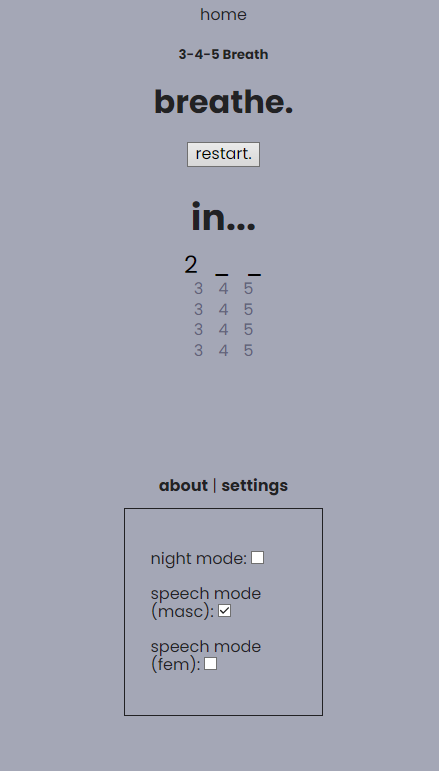 home
3-4-5 Breath
breathe.
restart.
in...
2 _ _
3 4 5
3 4 5
3 4 5
3 4 5
about | settings
night mode:
speech mode
(masc):
speech mode
(fem):